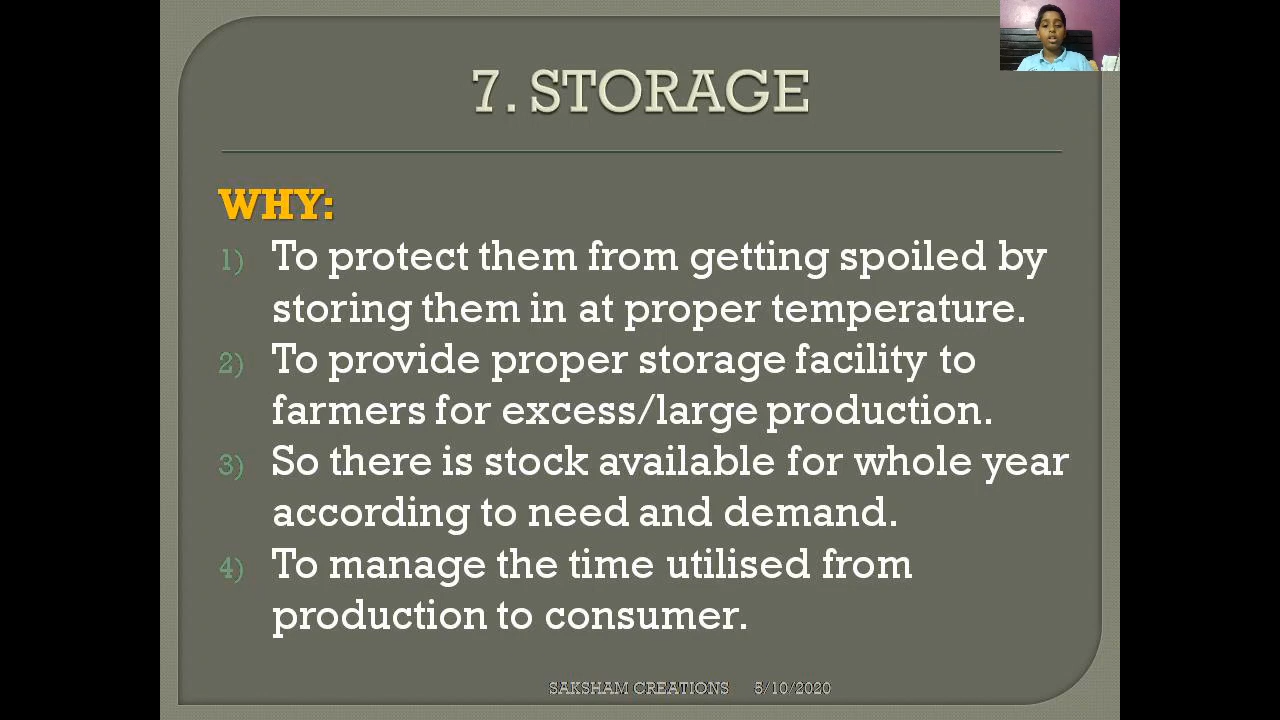 7. STORAGE
WHY:
1) To protect them from getting spoiled by
storing them in at proper temperature.
2) To provide proper storage facility to
farmers for excess/large production.
3) So there is stock available for whole year
according to need and demand.
4) To manage the time utilised from
production to consumer.
SAKSHAM CREATIONS 5/10/2020